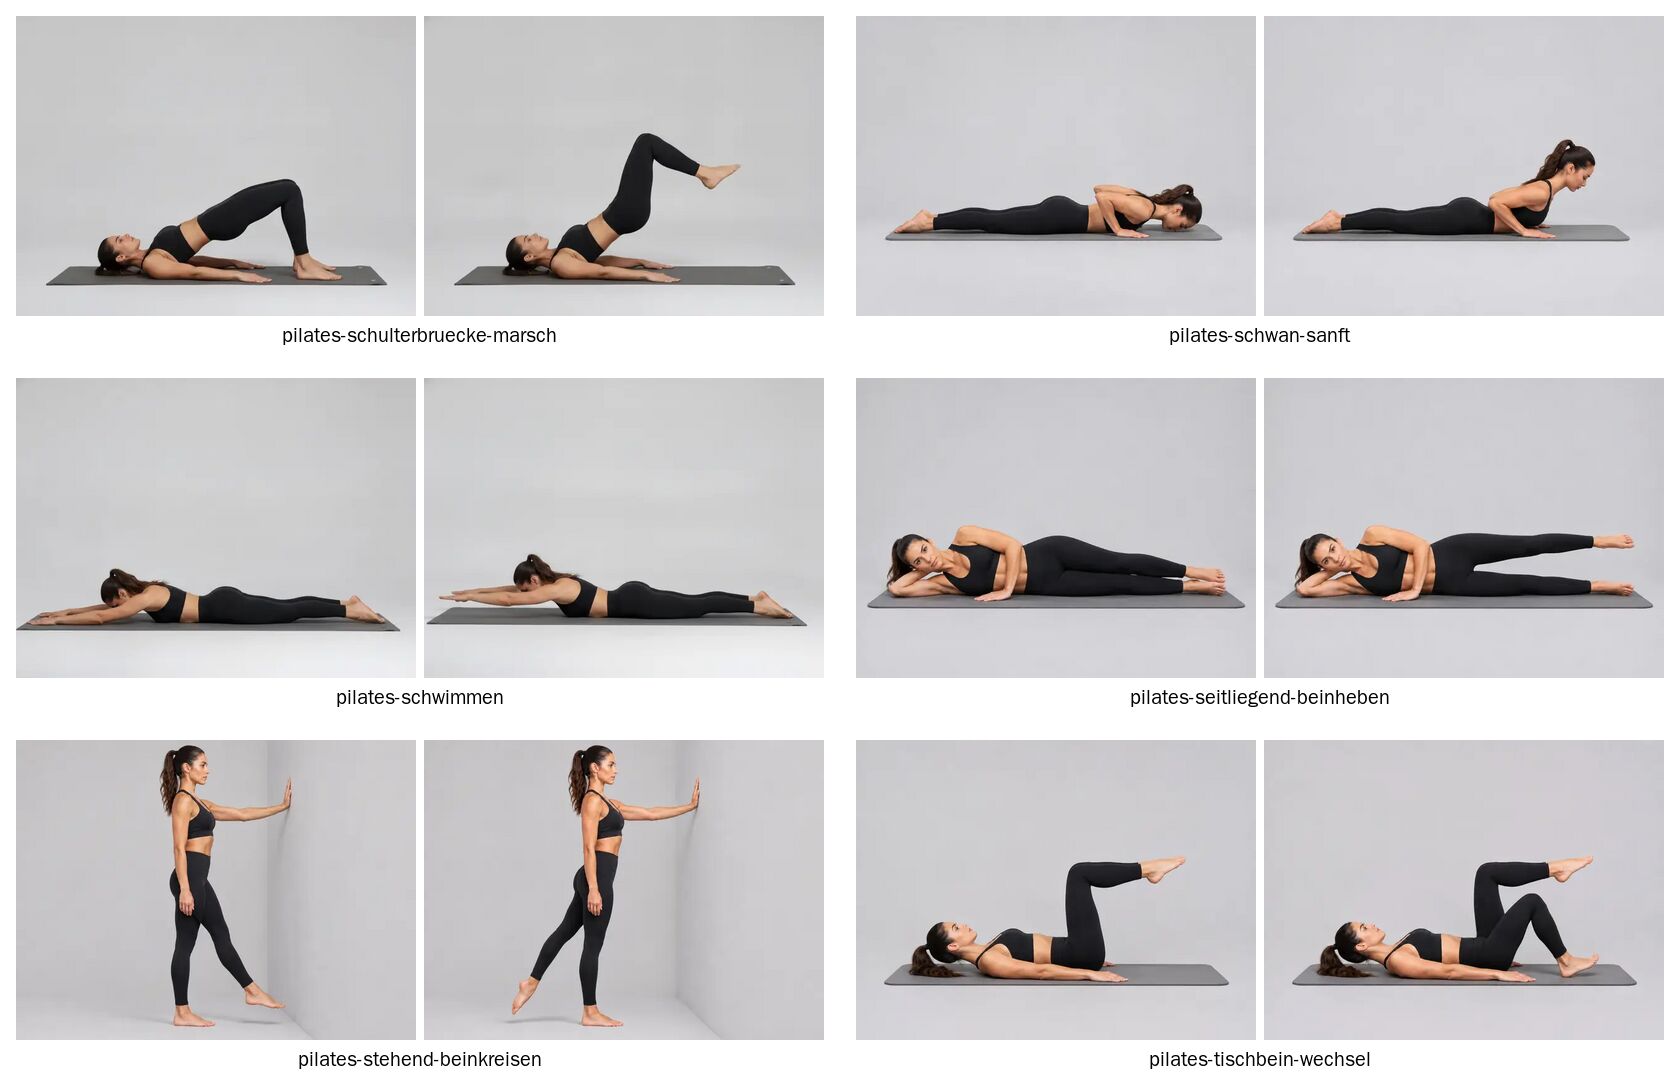 pilates-schulterbruecke-marsch
pilates-schwan-sanft
pilates-schwimmen
pilates-seitliegend-beinheben
pilates-stehend-beinkreisen
pilates-tischbein-wechsel